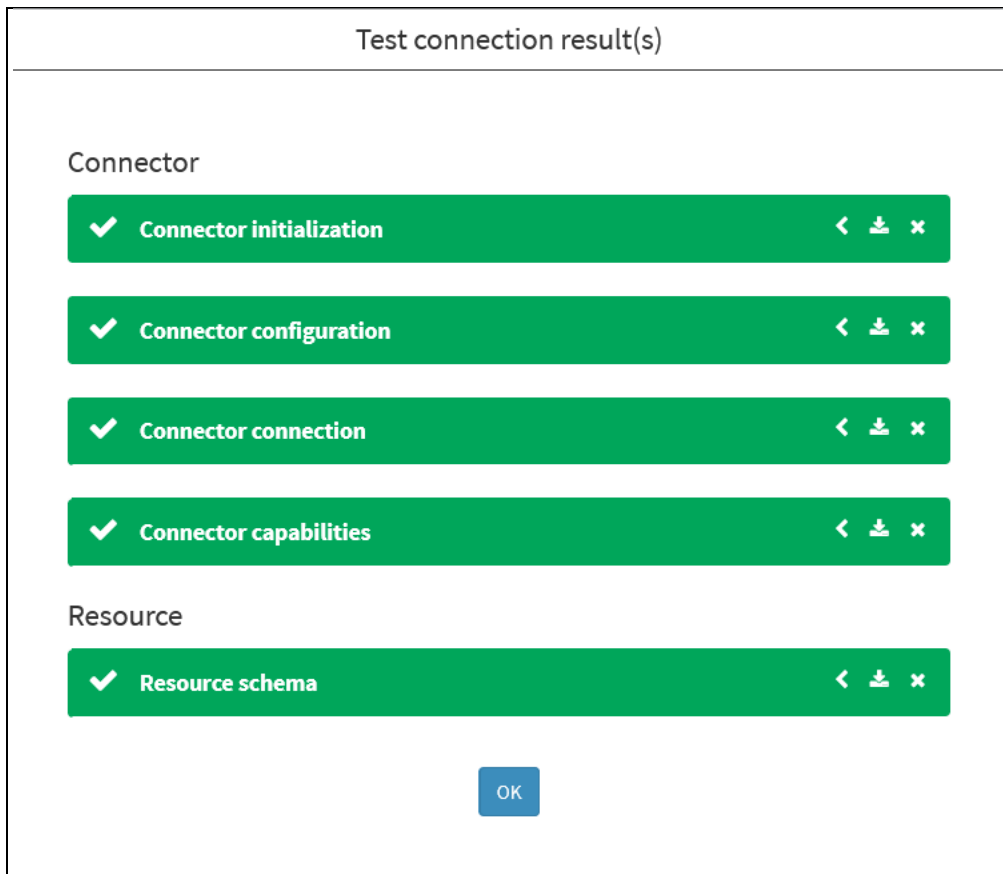 Test connection result(s)
Connector
Connector initialization
Connector configuration
Connector connection
Connector capabilities
Resource
Resource schema
OK